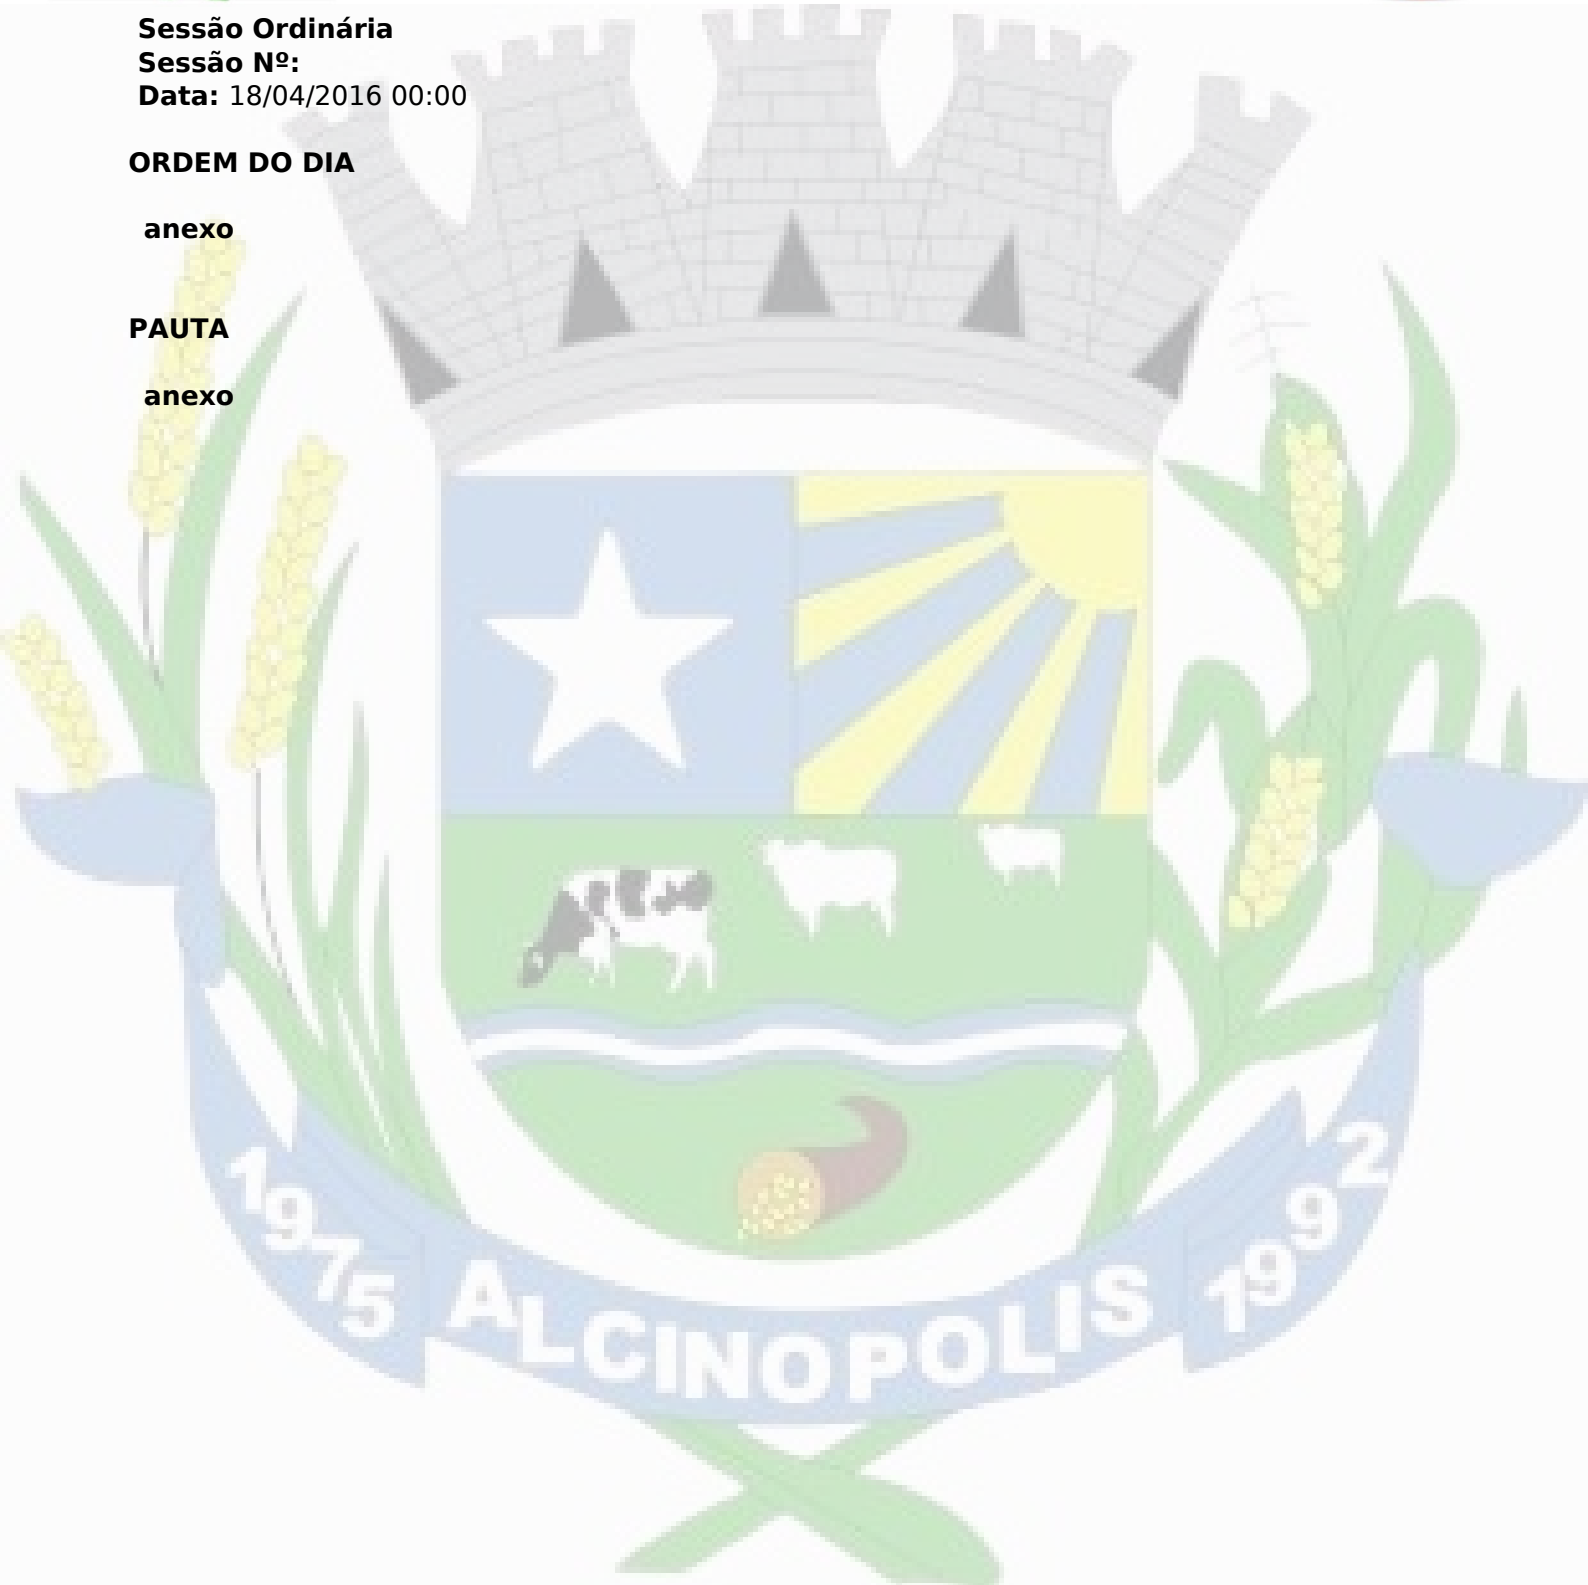 Sessão Ordinária
Sessão Nº:
Data: 18/04/2016 00:00
ORDEM DO DIA
anexo
PAUTA
anexo
1975
ALCINOPOLIS
1992